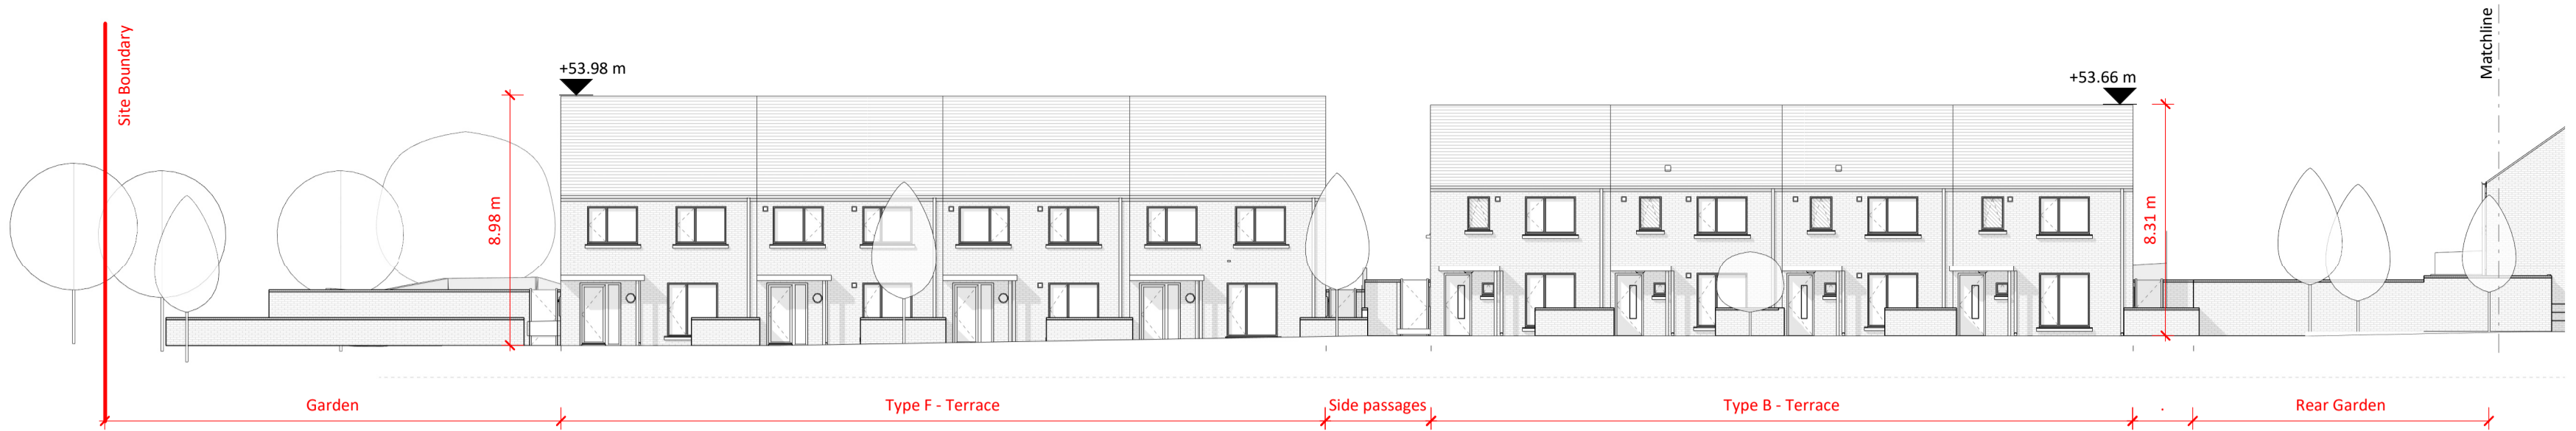 Site Boundary
+53.98 m
+53.66 m
Matchline
8.98 m
8.31 m
Garden
Type F - Terrace
Side passages
Type B - Terrace
.
Rear Garden